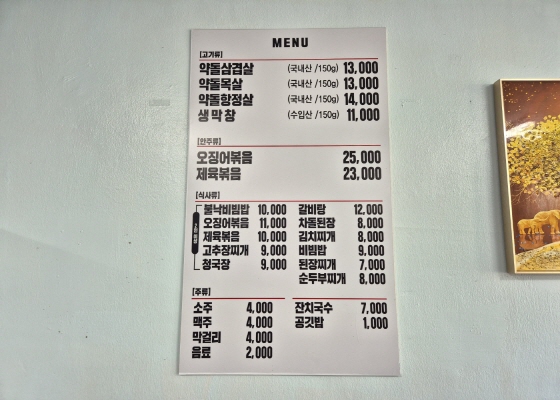 MENU
[고기류]
약돌삼겹살 (국내산 /150g) 13,000
약돌목살 (국내산 /150g) 13,000
약돌항정살 (국내산 /150g) 14,000
생막창 (수입산 /150g) 11,000
[안주류]
오징어볶음 25,000
제육볶음 23,000
[식사류]
불낙비빔밥 10,000 갈비탕 12,000
오징어볶음 11,000 차돌된장 8,000
제육볶음 10,000 김치찌개 8,000
고추장찌개 9,000 비빔밥 9,000
청국장 9,000 된장찌개 7,000
순두부찌개 8,000
[주류]
소주 4,000 잔치국수 7,000
맥주 4,000 공깃밥 1,000
막걸리 4,000
음료 2,000